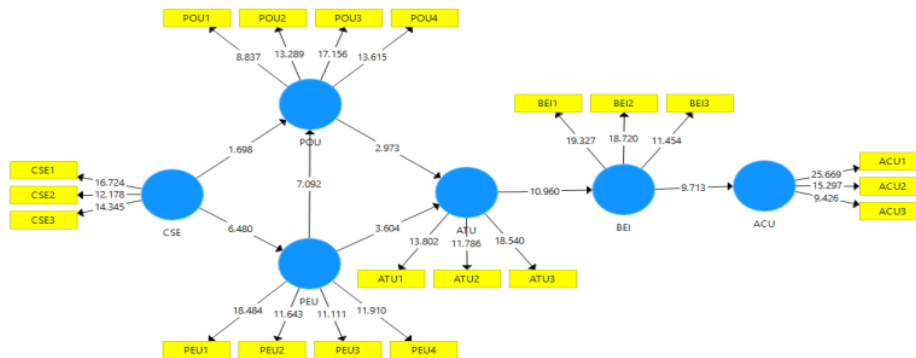 POU1 POU2 POU3 POU4
8.837 13.289 17.156 13.615
POU
BEI1 BEI2 BEI3
19.327 18.720 11.454
1.698 2.973
7.092
CSE1
CSE2
CSE3
16.724
12.178
14.345
CSE
10.960
9.713
ACU1
ACU2
ACU3
25.669
15.297
9.426
ATU
BEI
ACU
6.480 3.604
13.802 11.786 18.540
ATU1 ATU2 ATU3
PEU
18.484 11.643 11.111 11.910
PEU1 PEU2 PEU3 PEU4